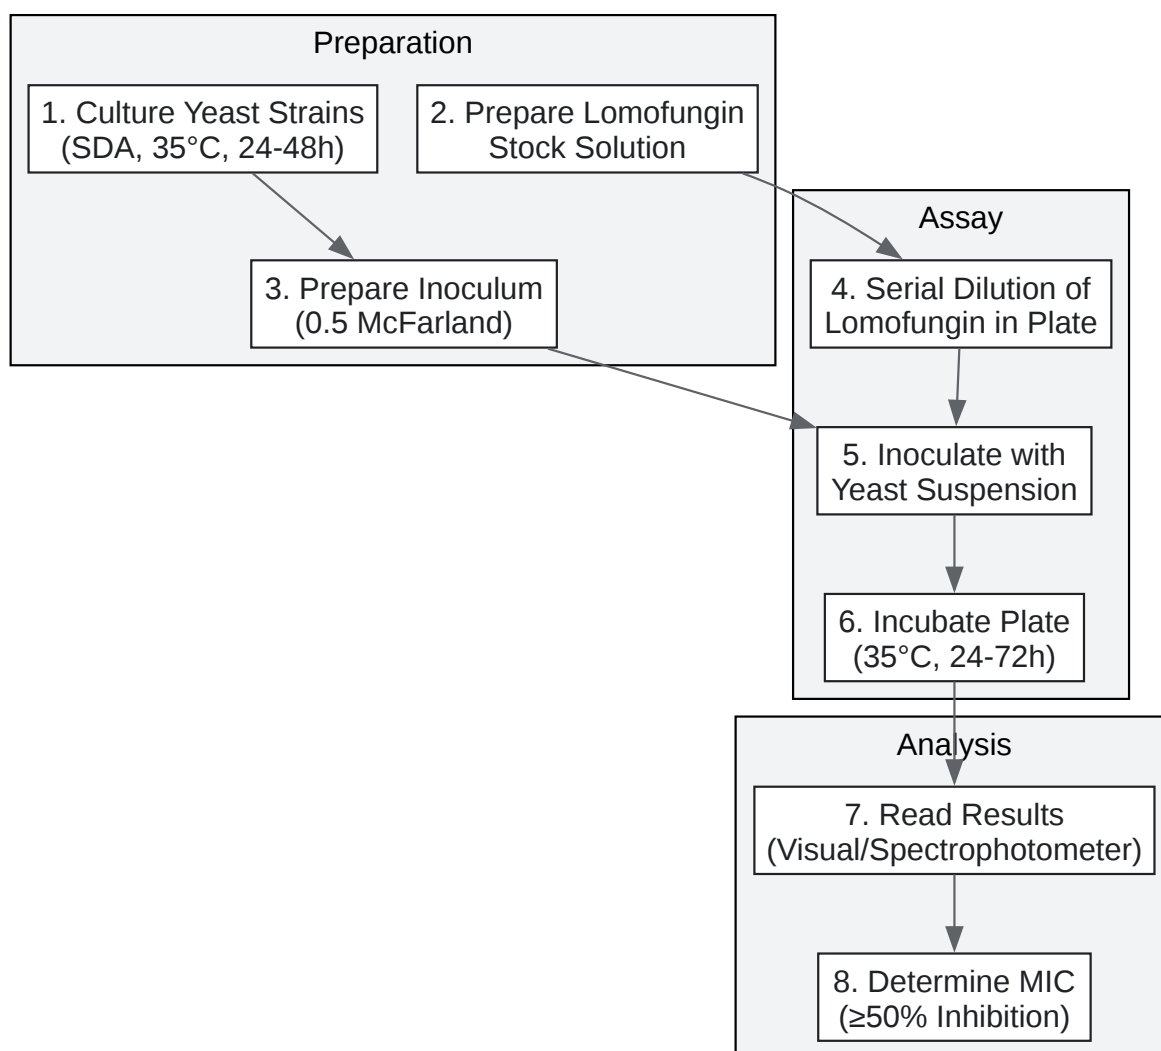 Preparation
1. Culture Yeast Strains
(SDA, 35°C, 24-48h)
2. Prepare Lomofungin
Stock Solution
3. Prepare Inoculum
(0.5 McFarland)
Assay
4. Serial Dilution of
Lomofungin in Plate
5. Inoculate with
Yeast Suspension
6. Incubate Plate
(35°C, 24-72h)
Analysis
7. Read Results
(Visual/Spectrophotometer)
8. Determine MIC
(≥50% Inhibition)